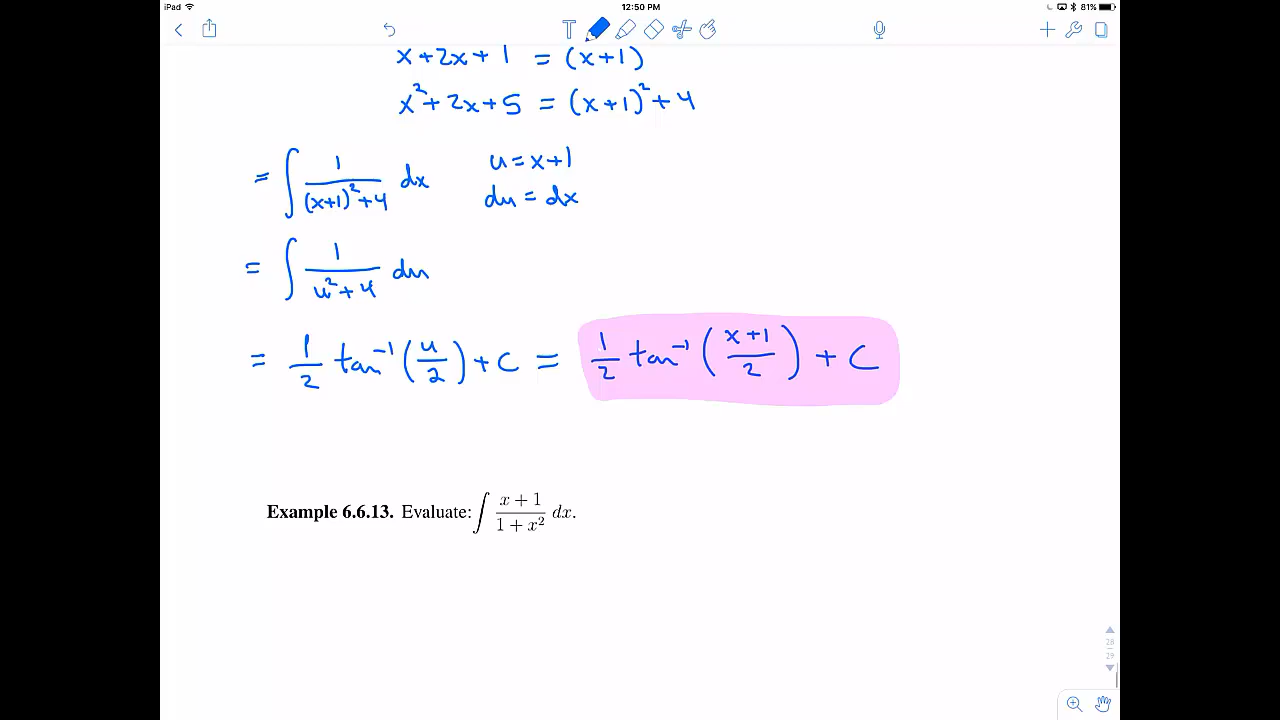 iPad 12:50 PM 81%
x+2x+1 = (x+1)
x²+2x+5 = (x+1)²+4
= ∫ 1/((x+1)²+4) dx u=x+1
du = dx
= ∫ 1/(u²+4) du
= 1/2 tan⁻¹(u/2)+C = 1/2 tan⁻¹((x+1)/2)+C
Example 6.6.13. Evaluate: ∫ (x+1)/(1+x²) dx.
28
29